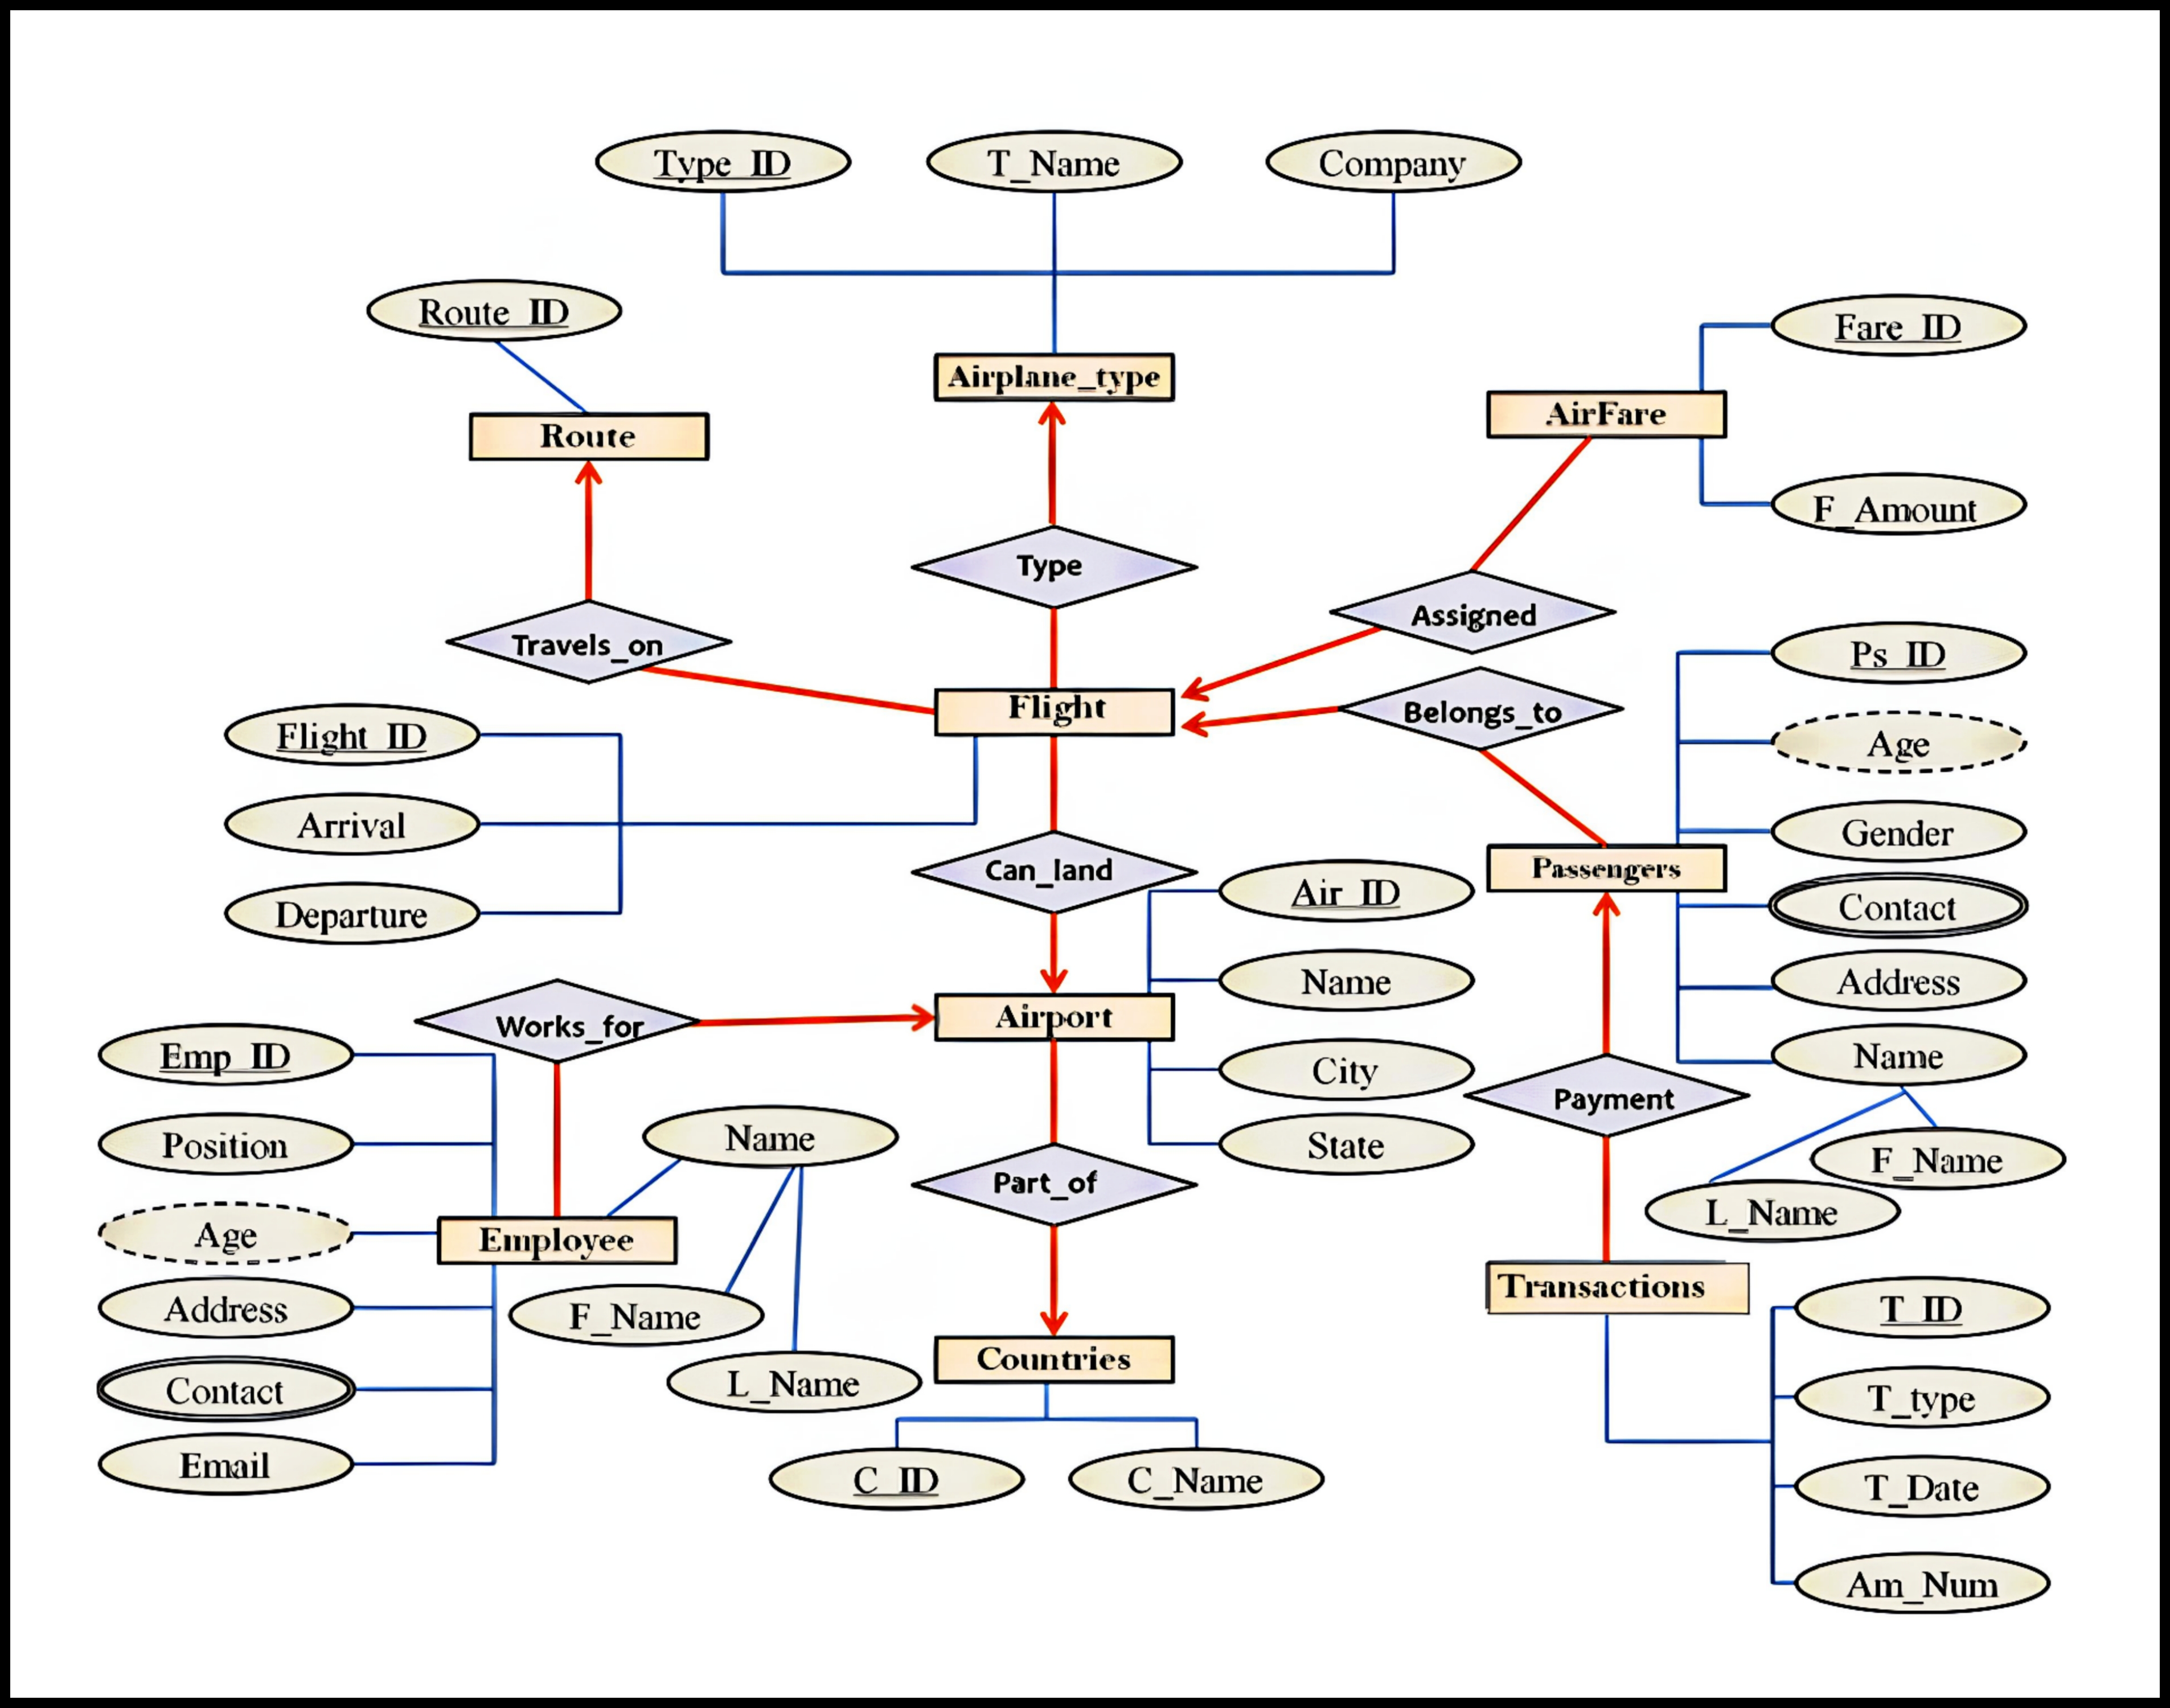 Type_ID
T_Name
Company
Route_ID
Fare_ID
Airplane_type
AirFare
Route
F_Amount
Type
Assigned
Travels_on
Ps_ID
Flight
Belongs_to
Flight_ID
Age
Arrival
Gender
Can_land
Passengers
Air_ID
Contact
Departure
Name
Address
Works_for
Airport
Emp_ID
Name
City
Payment
Position
Name
State
F_Name
Part_of
L_Name
Age
Employee
Transactions
Address
F_Name
T_ID
Countries
L_Name
Contact
T_type
Email
C_ID
C_Name
T_Date
Am_Num